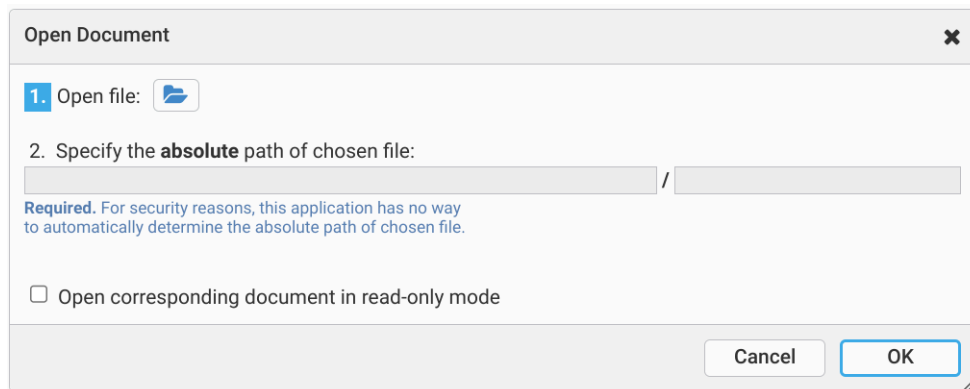 Open Document
1. Open file:
2. Specify the absolute path of chosen file:
/
Required. For security reasons, this application has no way
to automatically determine the absolute path of chosen file.
Open corresponding document in read-only mode
Cancel OK